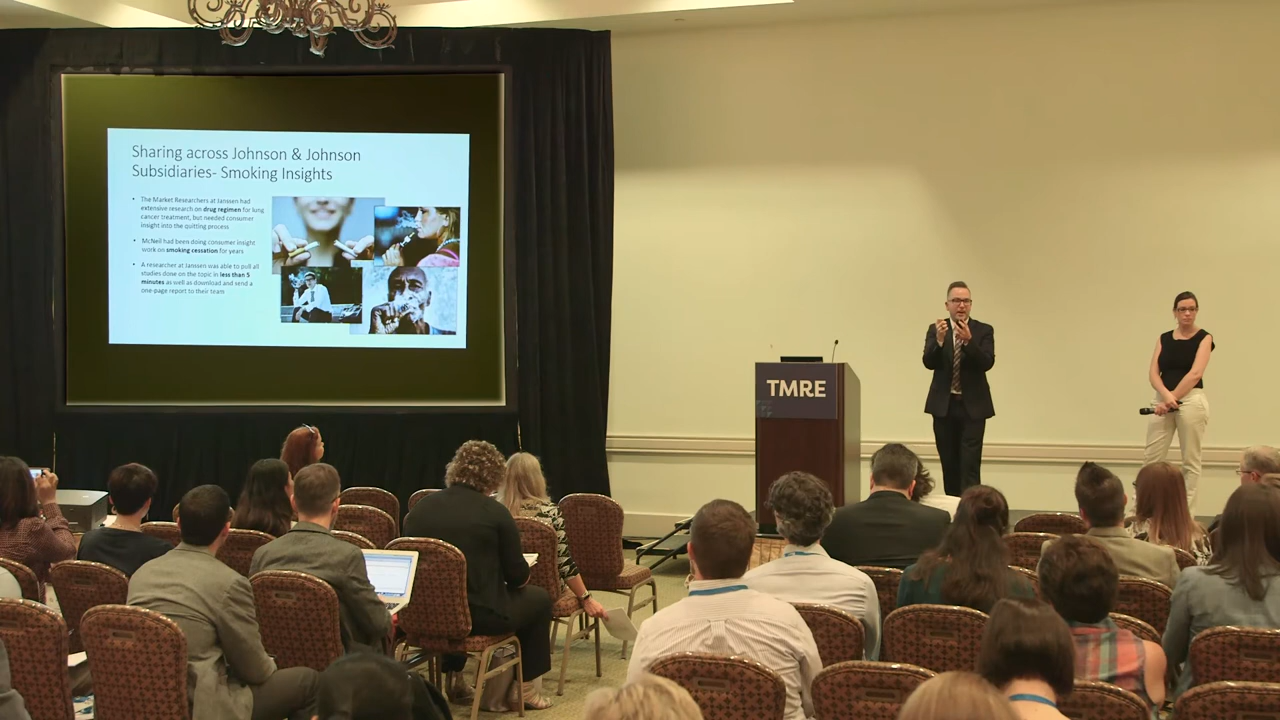 Sharing across Johnson & Johnson
Subsidiaries- Smoking Insights
• The Market Researchers at Janssen had
extensive research on drug regimen for lung
cancer treatment, but needed consumer
insight into the quitting process
• McNeil had been doing consumer insight
work on smoking cessation for years
• A researcher at Janssen was able to pull all
studies done on the topic in less than 5
minutes as well as download and send a
one-page report to their team
TMRE